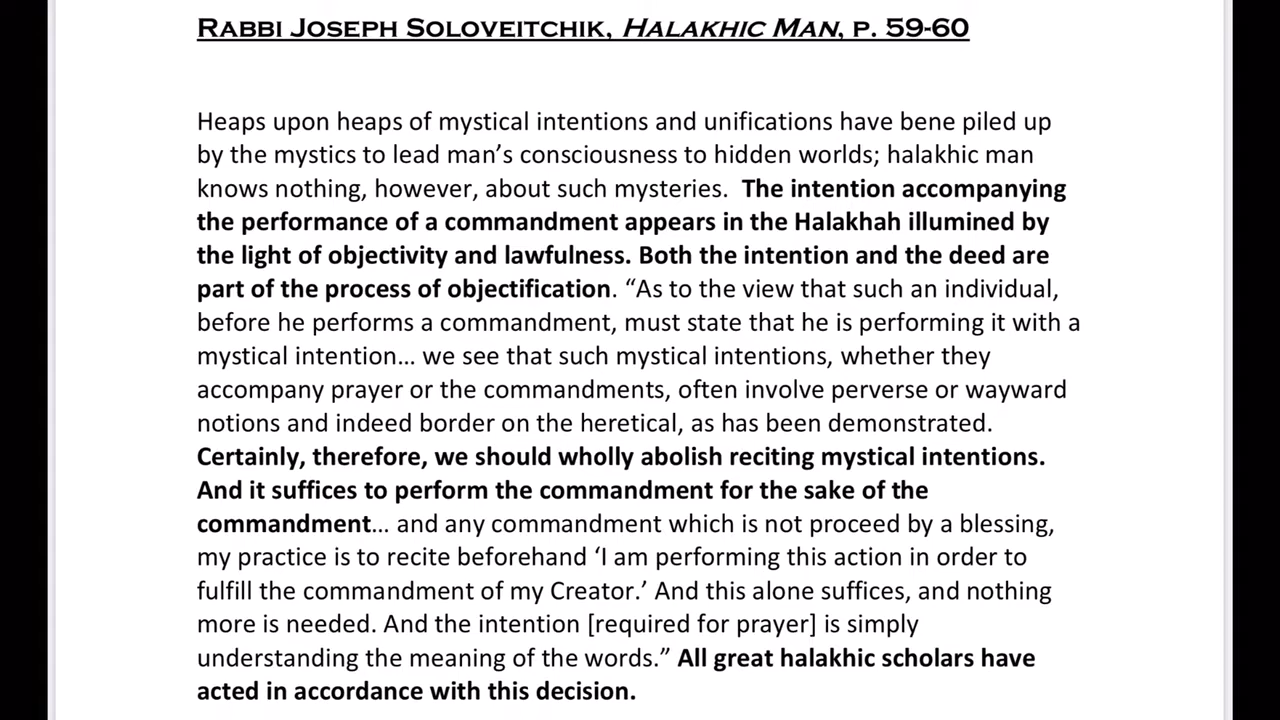 RABBI JOSEPH SOLOVEITCHIK, HALAKHIC MAN, P. 59-60
Heaps upon heaps of mystical intentions and unifications have bene piled up
by the mystics to lead man’s consciousness to hidden worlds; halakhic man
knows nothing, however, about such mysteries.  The intention accompanying
the performance of a commandment appears in the Halakhah illumined by
the light of objectivity and lawfulness. Both the intention and the deed are
part of the process of objectification. “As to the view that such an individual,
before he performs a commandment, must state that he is performing it with a
mystical intention… we see that such mystical intentions, whether they
accompany prayer or the commandments, often involve perverse or wayward
notions and indeed border on the heretical, as has been demonstrated.
Certainly, therefore, we should wholly abolish reciting mystical intentions.
And it suffices to perform the commandment for the sake of the
commandment… and any commandment which is not proceed by a blessing,
my practice is to recite beforehand ‘I am performing this action in order to
fulfill the commandment of my Creator.’ And this alone suffices, and nothing
more is needed. And the intention [required for prayer] is simply
understanding the meaning of the words.” All great halakhic scholars have
acted in accordance with this decision.